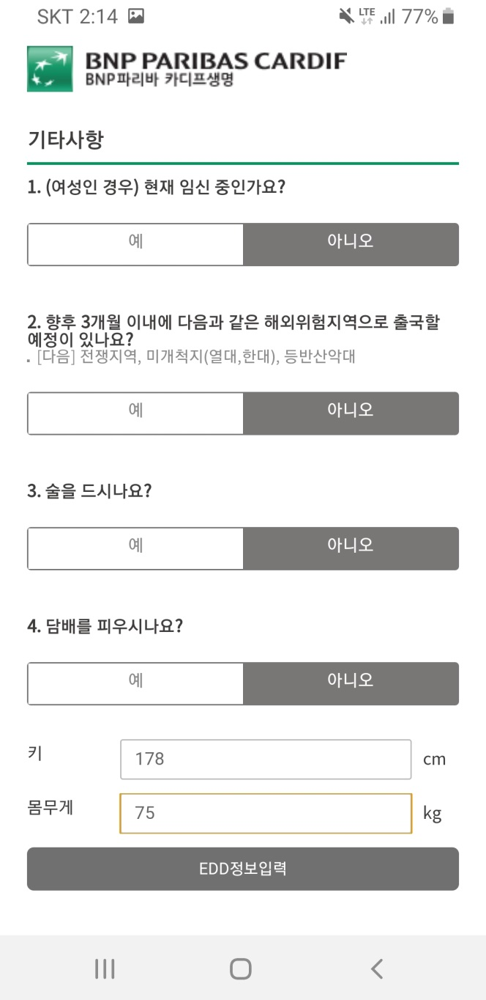 SKT 2:14
LTE
77%
BNP PARIBAS CARDIF
BNP파리바 카디프생명
기타사항
1. (여성인 경우) 현재 임신 중인가요?
예
아니오
2. 향후 3개월 이내에 다음과 같은 해외위험지역으로 출국할
예정이 있나요?
. [다음] 전쟁지역, 미개척지(열대,한대), 등반산악대
예
아니오
3. 술을 드시나요?
예
아니오
4. 담배를 피우시나요?
예
아니오
키
178
cm
몸무게
75
kg
EDD정보입력